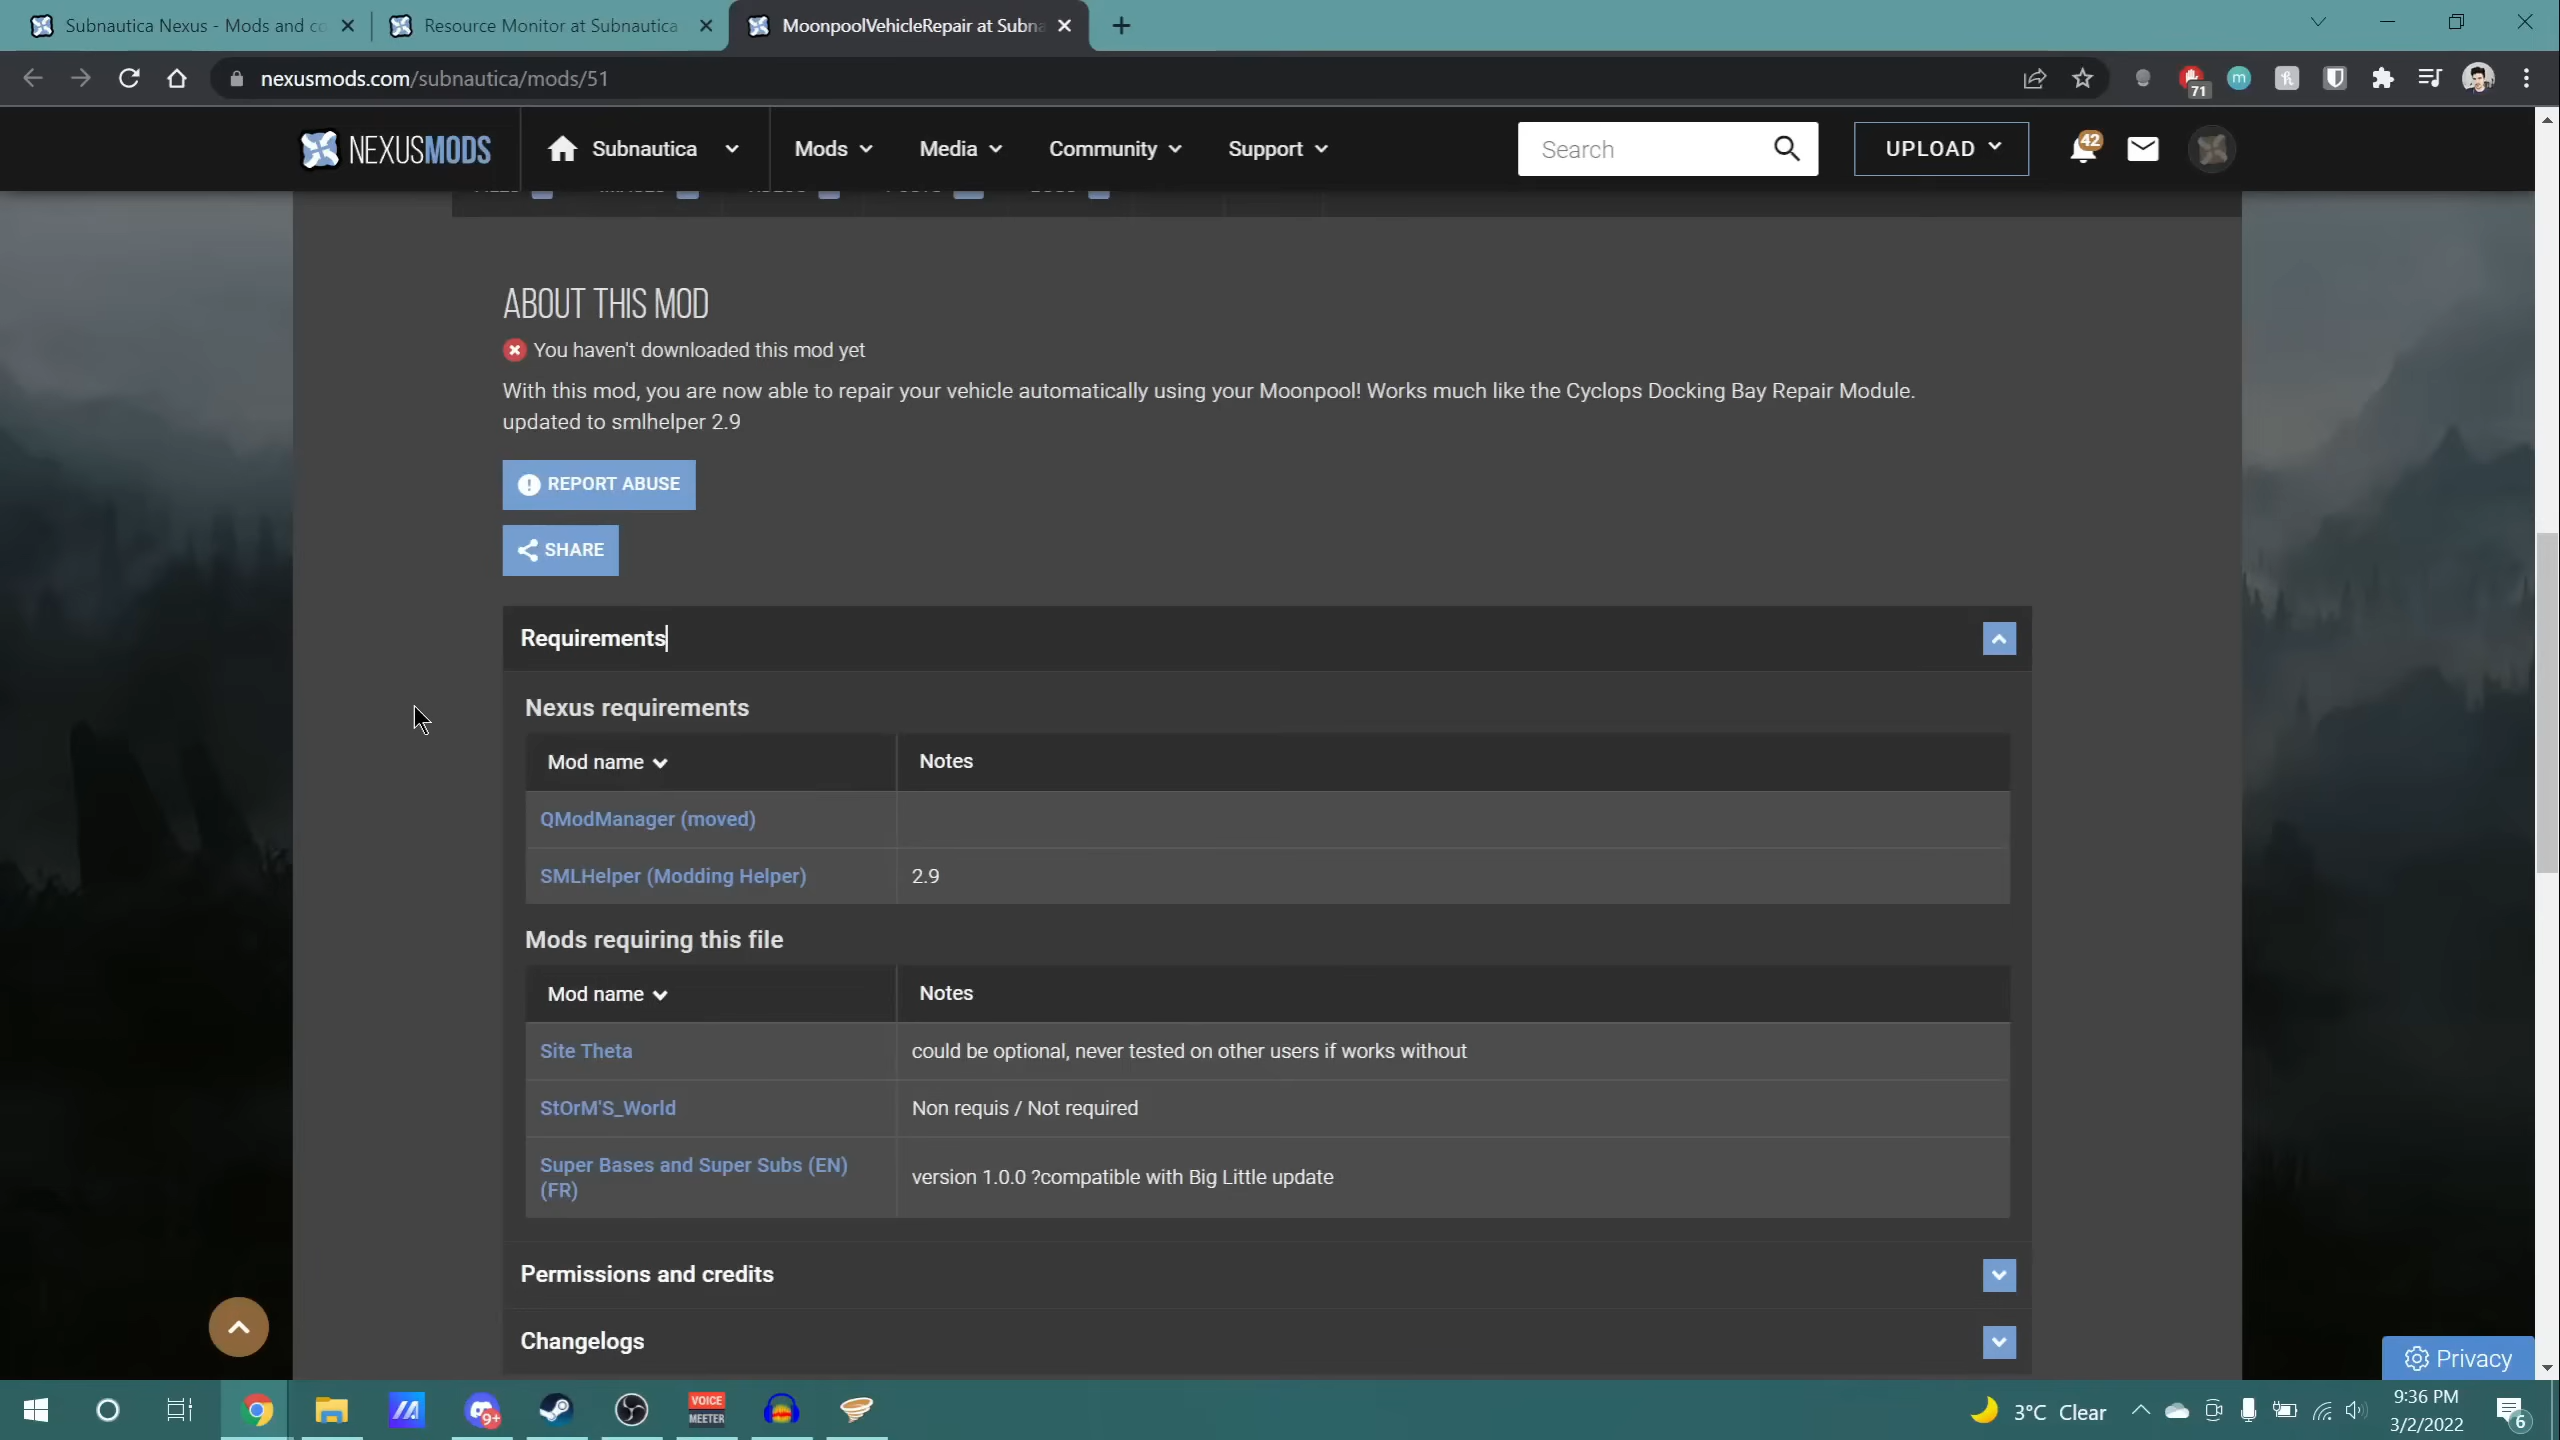 Subnautica Nexus - Mods and co
Resource Monitor at Subnautica
MoonpoolVehicleRepair at Subna
nexusmods.com/subnautica/mods/51
71
m
h
NEXUSMODS
Subnautica
Mods
Media
Community
Support
Search
UPLOAD
42
ABOUT THIS MOD
You haven't downloaded this mod yet
With this mod, you are now able to repair your vehicle automatically using your Moonpool! Works much like the Cyclops Docking Bay Repair Module.
updated to smlhelper 2.9
REPORT ABUSE
SHARE
Requirements
Nexus requirements
Mod name
Notes
QModManager (moved)
SMLHelper (Modding Helper)
2.9
Mods requiring this file
Mod name
Notes
Site Theta
could be optional, never tested on other users if works without
StOrM'S_World
Non requis / Not required
Super Bases and Super Subs (EN)
(FR)
version 1.0.0 ?compatible with Big Little update
Permissions and credits
Changelogs
Privacy
9+
VOICE
MEETER
3°C Clear
9:36 PM
3/2/2022
6